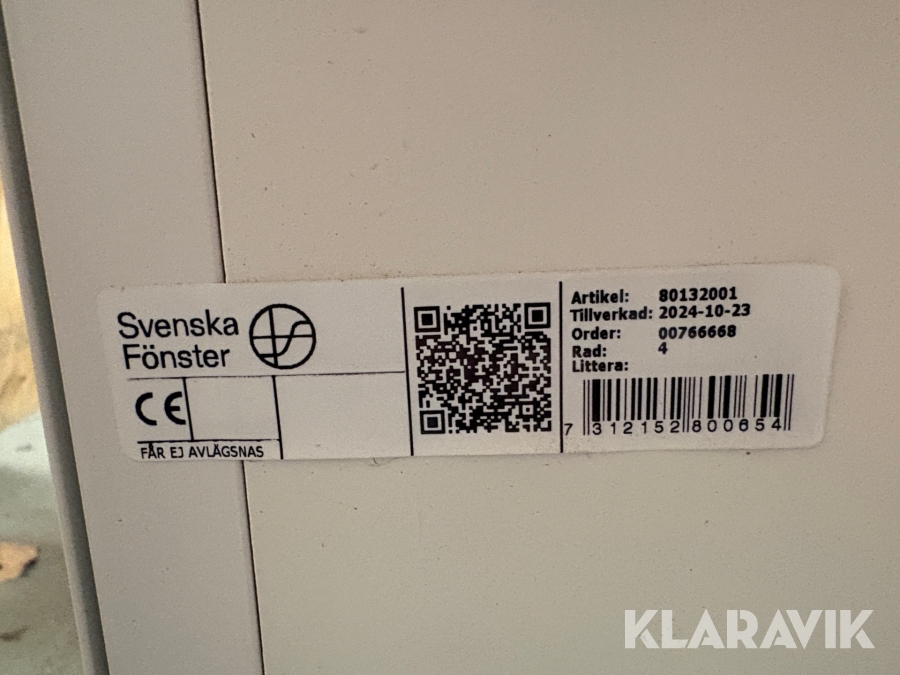 Svenska
Fönster
CE
FÅR EJ AVLÄGSNAS
Artikel: 80132001
Tillverkad: 2024-10-23
Order: 00766668
Rad: 4
Littera:
7 312152 800654
KLARAVIK